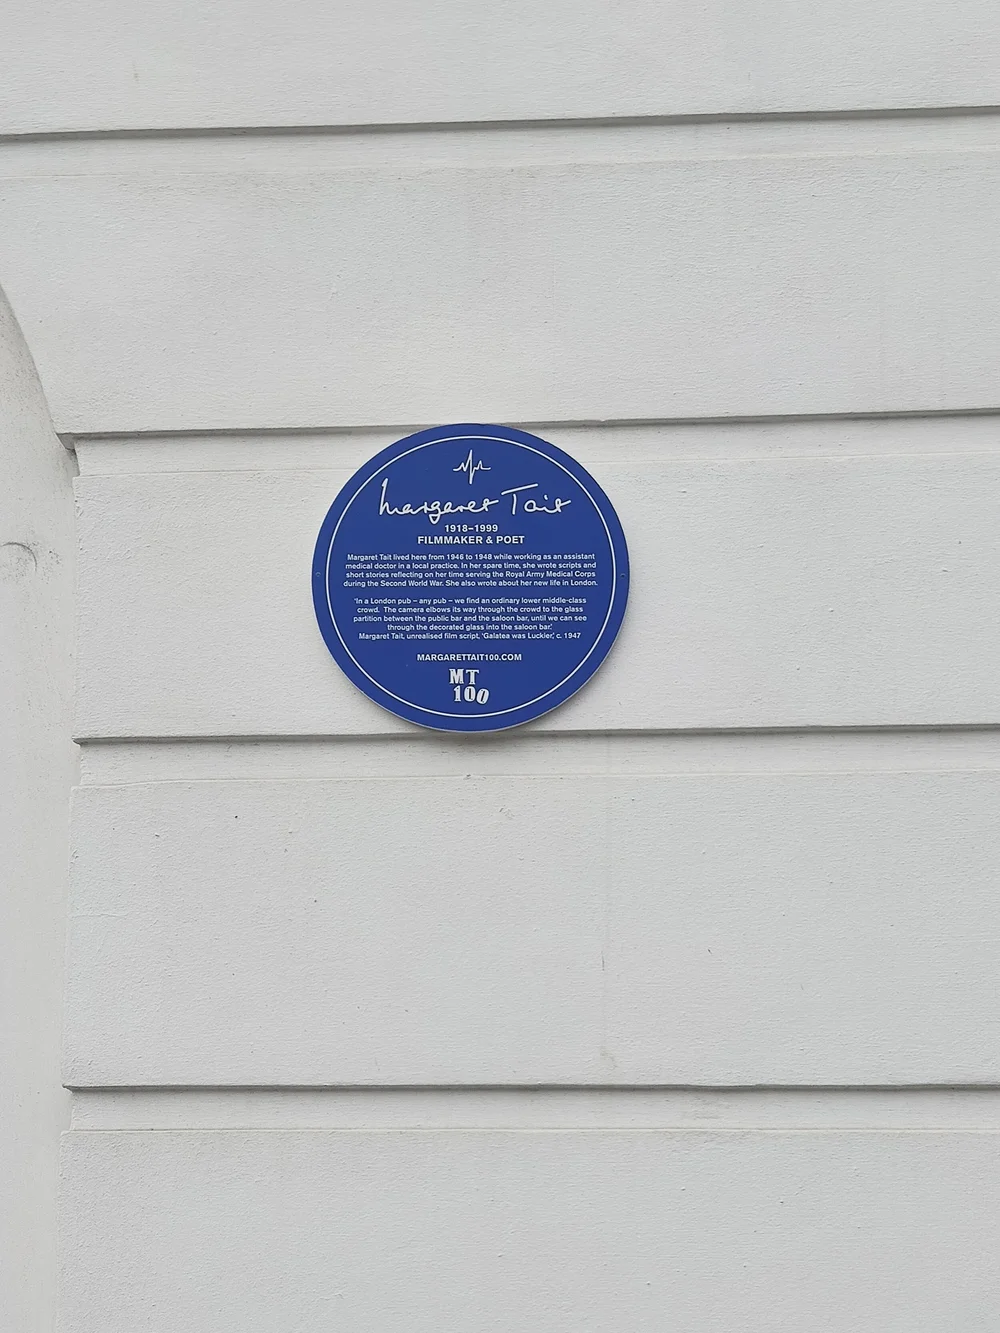 Margaret Tait
1918–1999
FILMMAKER & POET
Margaret Tait lived here from 1946 to 1948 while working as an assistant
medical doctor in a local practice. In her spare time, she wrote scripts and
short stories reflecting on her time serving the Royal Army Medical Corps
during the Second World War. She also wrote about her new life in London.
'In a London pub – any pub – we find an ordinary lower middle-class
crowd. The camera elbows its way through the crowd to the glass
partition between the public bar and the saloon bar, until we can see
through the decorated glass into the saloon bar.'
Margaret Tait, unrealised film script, 'Galatea was Luckier', c. 1947
MARGARETTAIT100.COM
MT
100